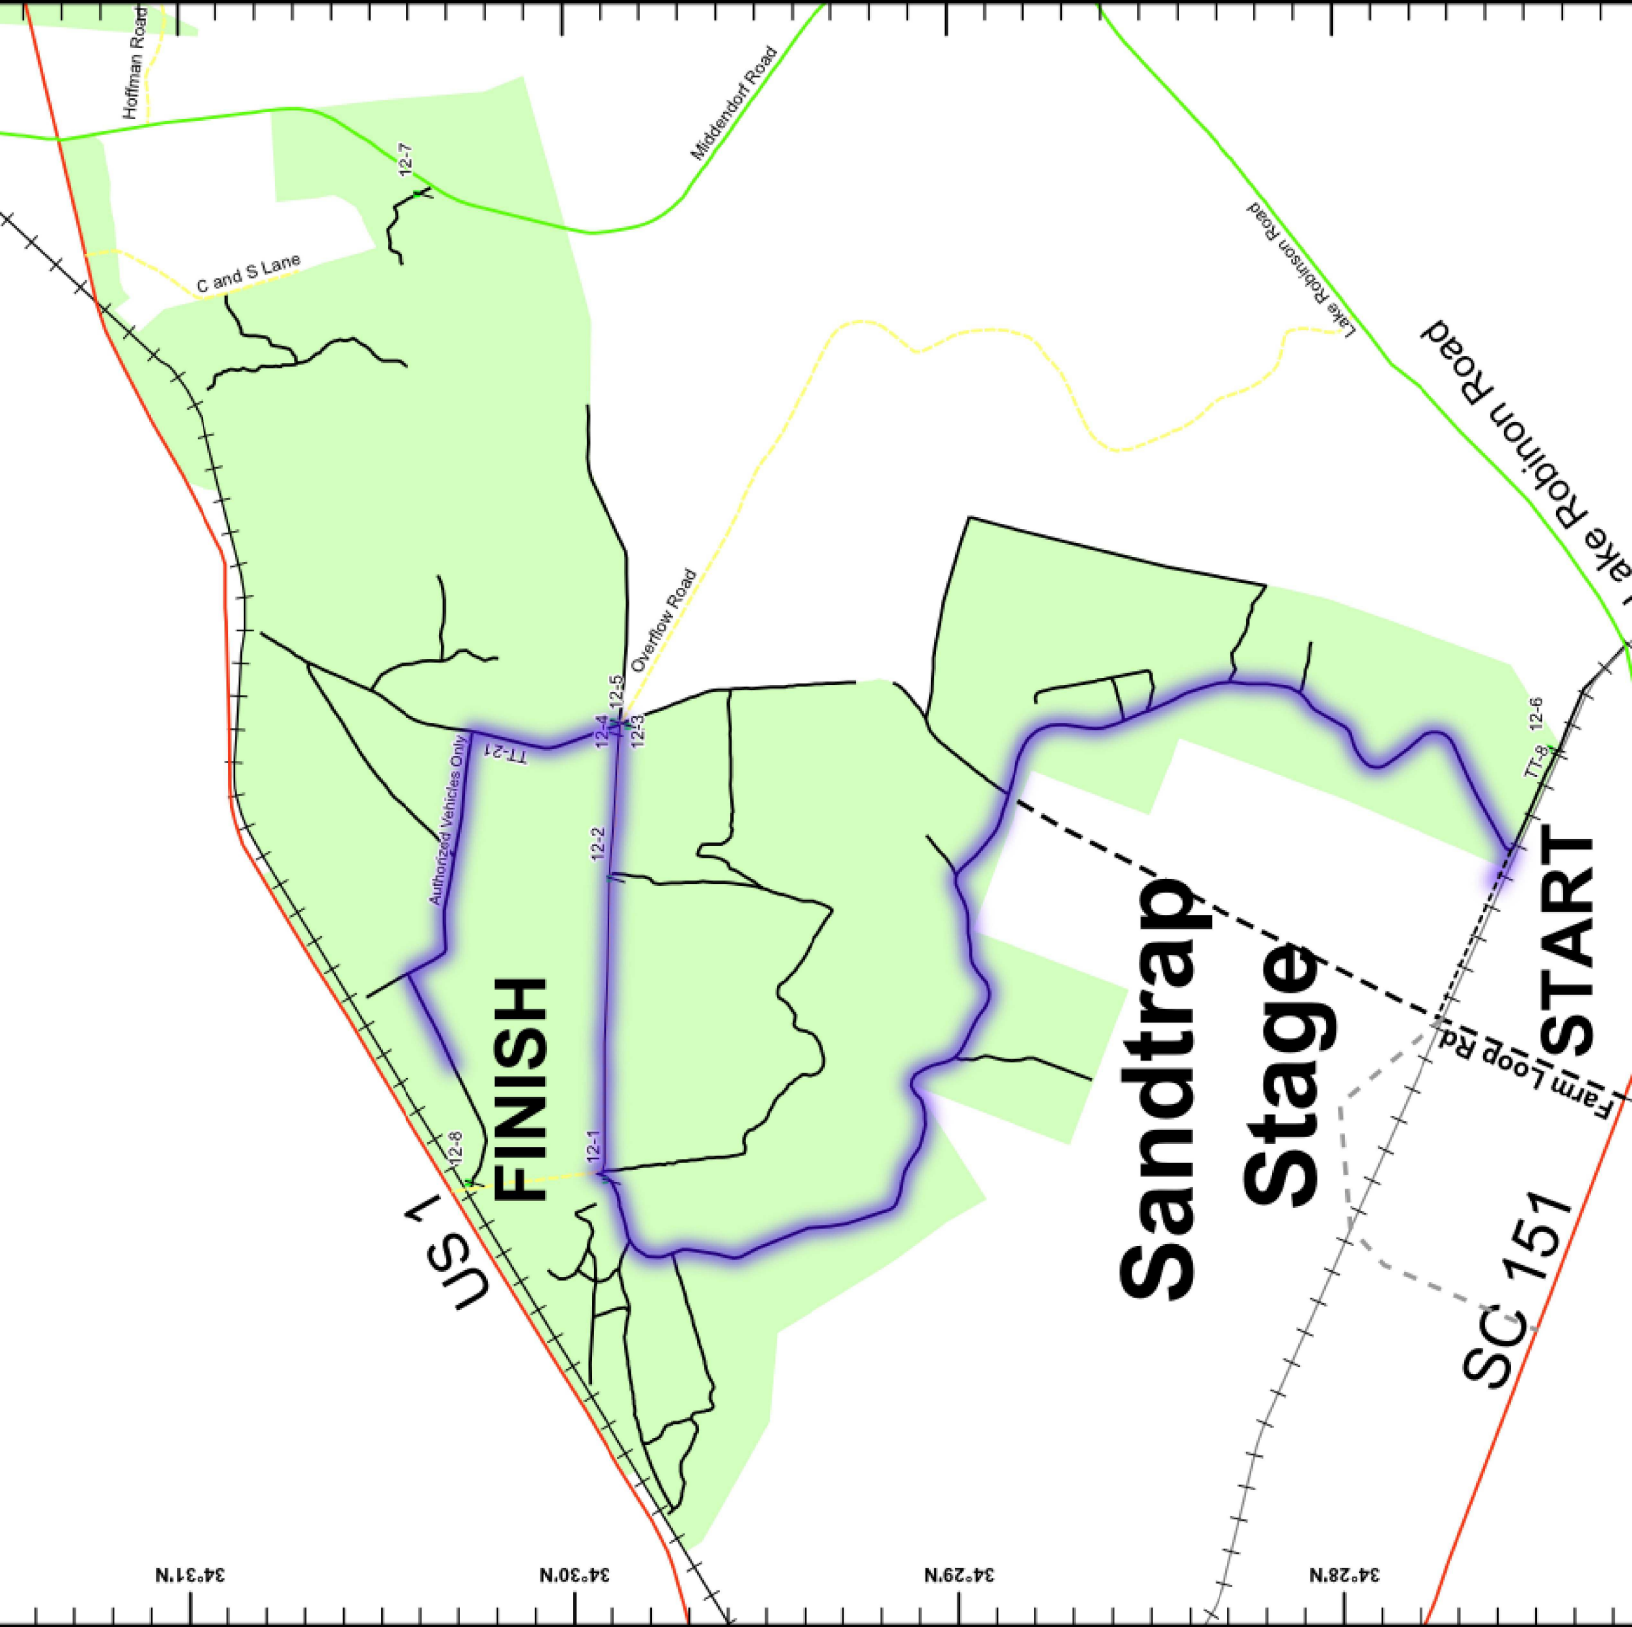 Hoffman Road
Middendorf Road
12-7
C and S Lane
Lake Robinson Road
Lake Robinon Road
Overflow Road
12-5
12-4
12-3
TT-21
Authorized Vehicles Only
12-2
12-6
TT-8
Sandtrap
Stage
START
FINISH
Farm Loop Rd
12-8
12-1
US 1
SC 151
34°31'N
34°30'N
34°29'N
34°28'N